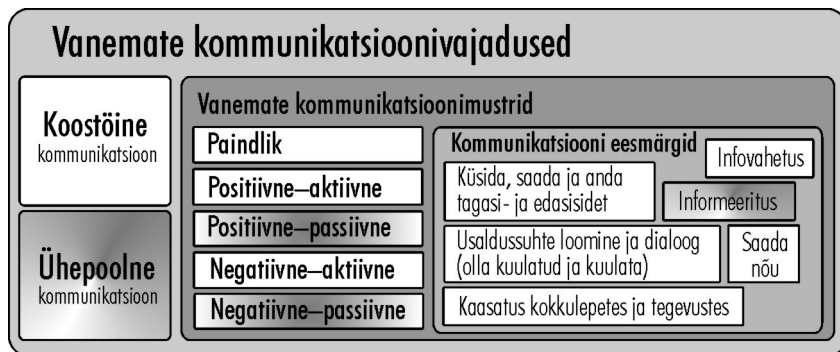 Vanemate kommunikatsioonivajadused
Koostöine
kommunikatsioon
Ühepoolne
kommunikatsioon
Vanemate kommunikatsioonimustrid
Paindlik
Positiivne–aktiivne
Positiivne–passiivne
Negatiivne–aktiivne
Negatiivne–passiivne
Kommunikatsiooni eesmärgid
Infovahetus
Küsida, saada ja anda
tagasi- ja edasisidet
Informeeritus
Usaldussuhte loomine ja dialoog
(olla kuulatud ja kuulata)
Saada
nõu
Kaasatus kokkulepetes ja tegevustes